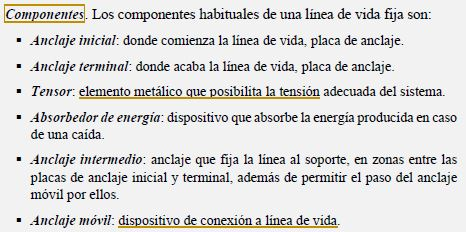 Componentes. Los componentes habituales de una línea de vida fija son:
▪ Anclaje inicial: donde comienza la línea de vida, placa de anclaje.
▪ Anclaje terminal: donde acaba la línea de vida, placa de anclaje.
▪ Tensor: elemento metálico que posibilita la tensión adecuada del sistema.
▪ Absorbedor de energía: dispositivo que absorbe la energía producida en caso
de una caída.
▪ Anclaje intermedio: anclaje que fija la línea al soporte, en zonas entre las
placas de anclaje inicial y terminal, además de permitir el paso del anclaje
móvil por ellos.
▪ Anclaje móvil: dispositivo de conexión a línea de vida.